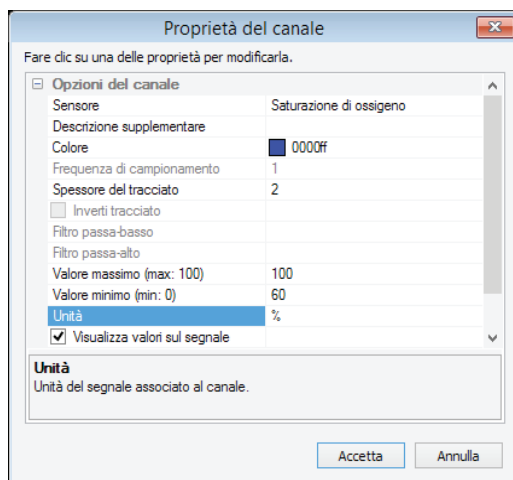 Proprietà del canale
Fare clic su una delle proprietà per modificarla.
Opzioni del canale
Sensore Saturazione di ossigeno
Descrizione supplementare
Colore 0000ff
Frequenza di campionamento 1
Spessore del tracciato 2
Inverti tracciato
Filtro passa-basso
Filtro passa-alto
Valore massimo (max: 100) 100
Valore minimo (min: 0) 60
Unità %
Visualizza valori sul segnale
Unità
Unità del segnale associato al canale.
Accetta Annulla